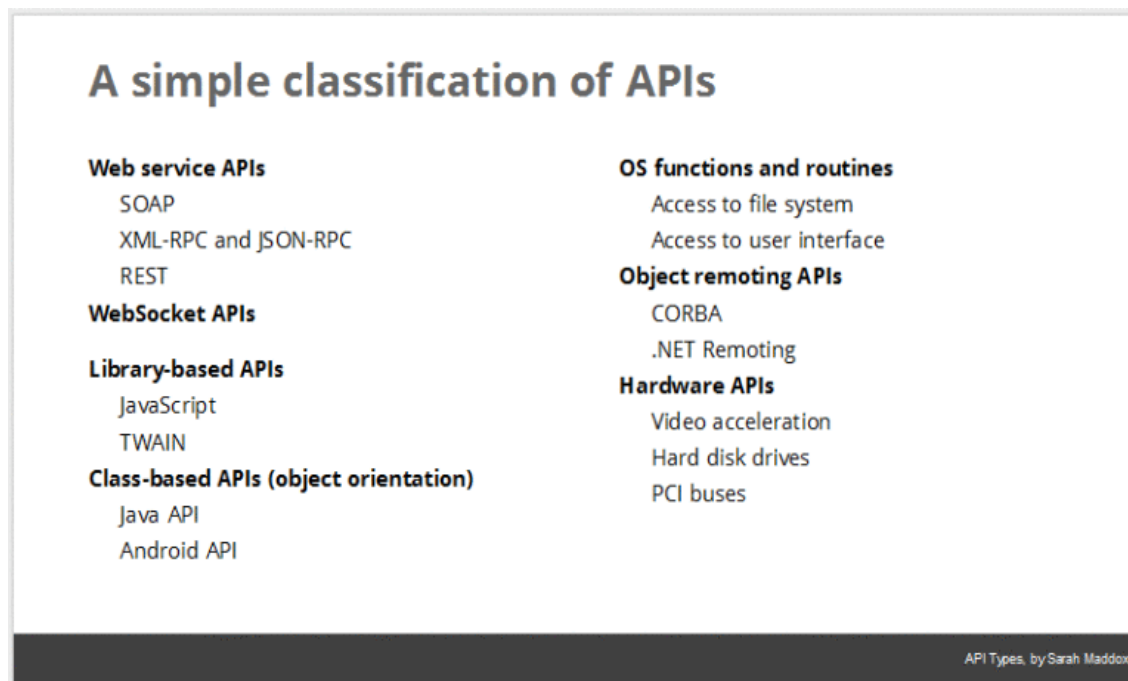 A simple classification of APIs
Web service APIs
SOAP
XML-RPC and JSON-RPC
REST
WebSocket APIs
Library-based APIs
JavaScript
TWAIN
Class-based APIs (object orientation)
Java API
Android API
OS functions and routines
Access to file system
Access to user interface
Object remoting APIs
CORBA
.NET Remoting
Hardware APIs
Video acceleration
Hard disk drives
PCI buses
API Types, by Sarah Maddox